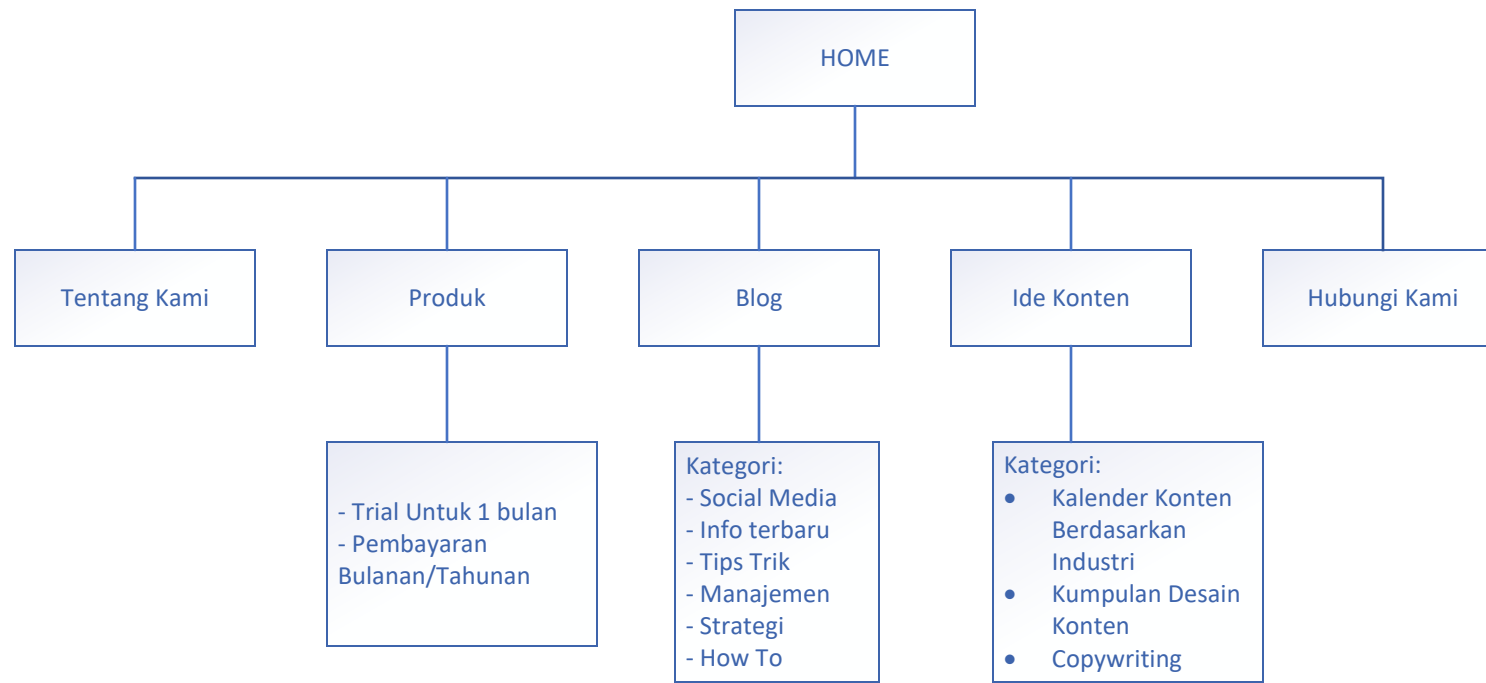 HOME
Tentang Kami
Produk
Blog
Ide Konten
Hubungi Kami
- Trial Untuk 1 bulan
- Pembayaran
Bulanan/Tahunan
Kategori:
- Social Media
- Info terbaru
- Tips Trik
- Manajemen
- Strategi
- How To
Kategori:
• Kalender Konten
Berdasarkan
Industri
• Kumpulan Desain
Konten
• Copywriting